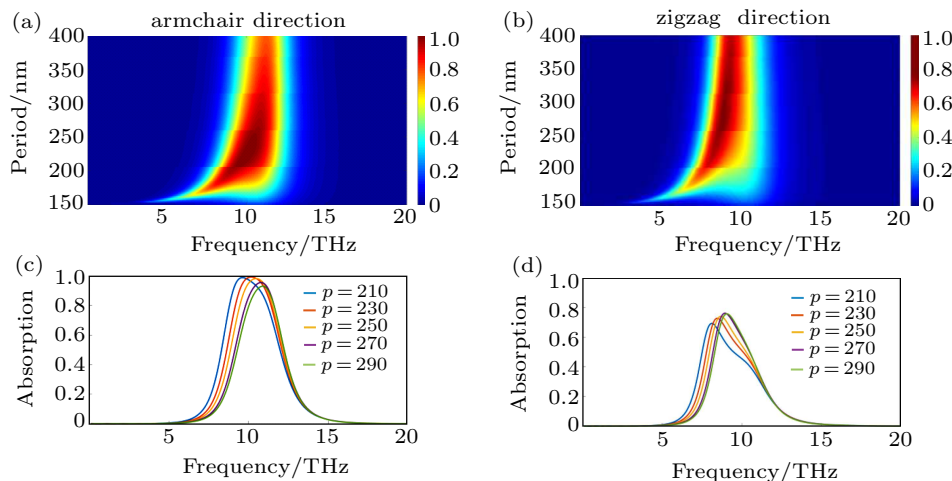 (a)
armchair direction
Period/nm
400
350
300
250
200
150
5
10
15
20
Frequency/THz
1.0
0.8
0.6
0.4
0.2
0
(b)
zigzag direction
Period/nm
400
350
300
250
200
150
5
10
15
20
Frequency/THz
1.0
0.8
0.6
0.4
0.2
0
(c)
Absorption
1.0
0.8
0.6
0.4
0.2
0
p = 210
p = 230
p = 250
p = 270
p = 290
5
10
15
20
Frequency/THz
(d)
Absorption
1.0
0.8
0.6
0.4
0.2
0
p = 210
p = 230
p = 250
p = 270
p = 290
5
10
15
20
Frequency/THz